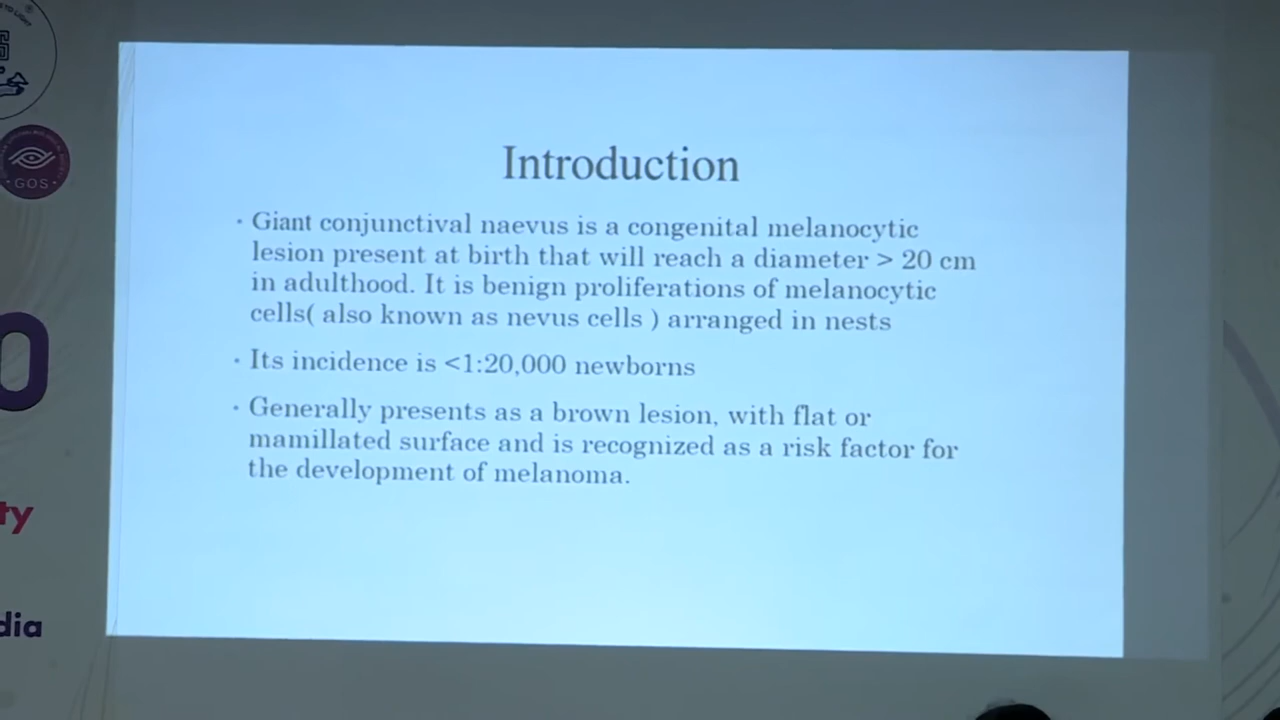 Introduction
• Giant conjunctival naevus is a congenital melanocytic
lesion present at birth that will reach a diameter > 20 cm
in adulthood. It is benign proliferations of melanocytic
cells( also known as nevus cells ) arranged in nests
• Its incidence is <1:20,000 newborns
• Generally presents as a brown lesion, with flat or
mamillated surface and is recognized as a risk factor for
the development of melanoma.
TO LIGHT
GOS
ty
dia